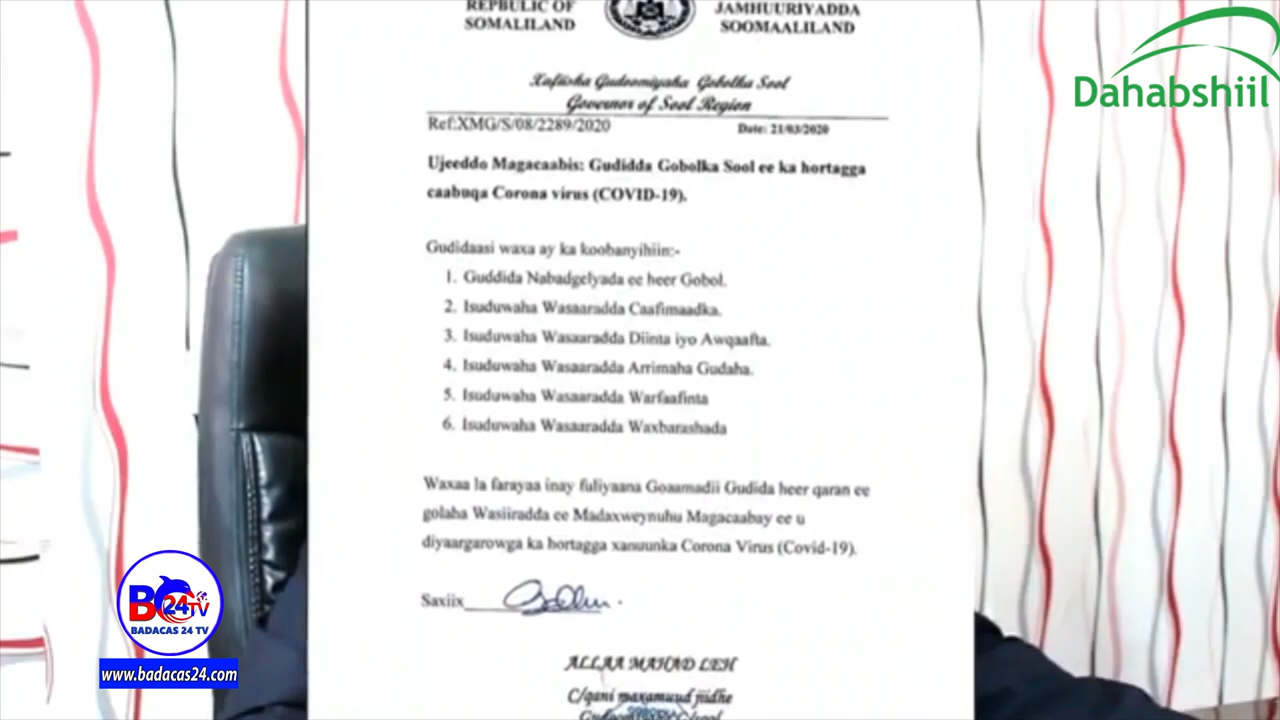 REPBULIC OF
SOMALILAND
JAMHUURIYADDA
SOOMAALILAND
Dahabshiil
Xafiiska Gudoomiyaha Gobolka Sool
Governor of Sool Region
Ref:XMG/S/08/2289/2020
Date: 21/03/2020
Ujeeddo Magacaabis: Gudidda Gobolka Sool ee ka hortagga
caabuqa Corona virus (COVID-19).
Gudidaasi waxa ay ka koobanyihiin:-
1. Guddida Nabadgelyada ee heer Gobol.
2. Isuduwaha Wasaaradda Caafimaadka.
3. Isuduwaha Wasaaradda Diinta iyo Awqaafta.
4. Isuduwaha Wasaaradda Arrimaha Gudaha.
5. Isuduwaha Wasaaradda Warfaafinta
6. Isuduwaha Wasaaradda Waxbarashada
Waxaa la farayaa inay fuliyaana Goaamadii Gudida heer qaran ee
golaha Wasiiradda ee Madaxweynuhu Magacaabay ee u
diyaargarowga ka hortagga xanuunka Corona Virus (Covid-19).
Saxiix
ALLAA MAHAD LEH
C/qani maxamuud jiidhe
BC 24 TV
BADACAS 24 TV
www.badacas24.com